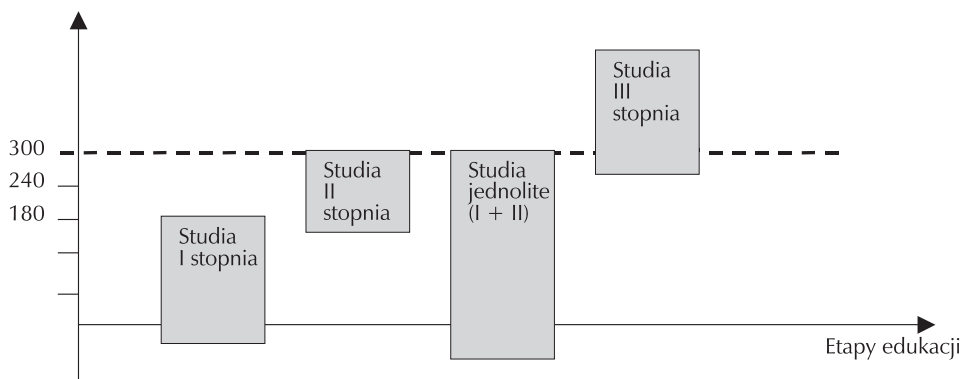 300
240
180
Studia
I stopnia
Studia
II
stopnia
Studia
jednolite
(I + II)
Studia
III
stopnia
Etapy edukacji